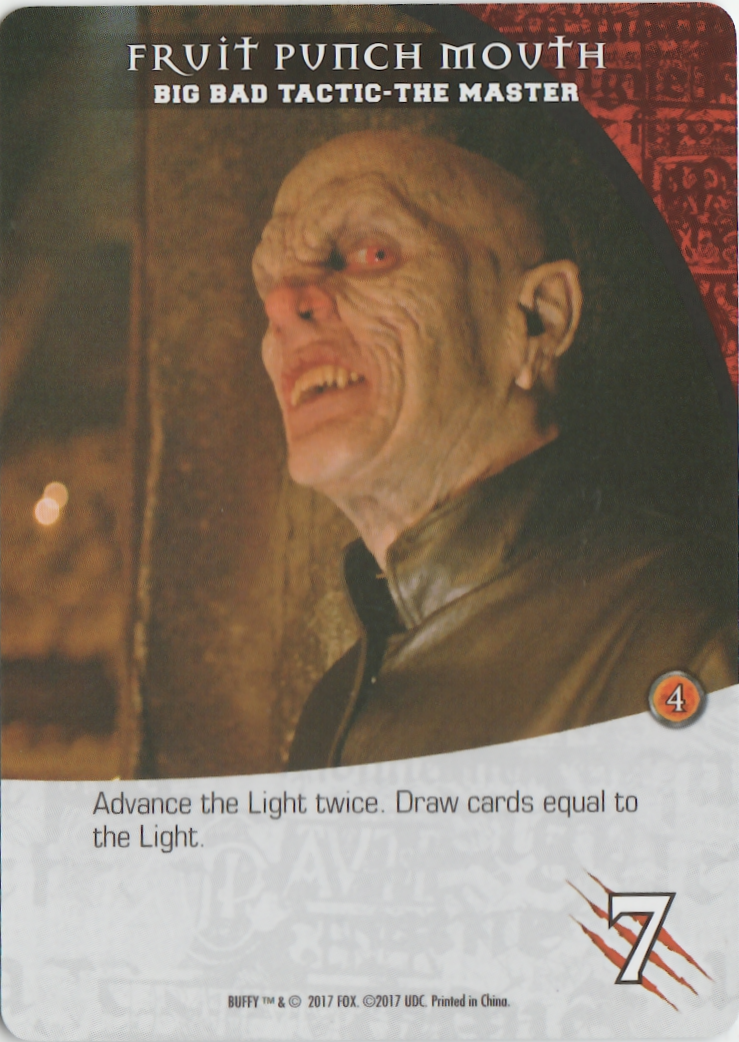 FRUIT PUNCH MOUTH
BIG BAD TACTIC-THE MASTER
4
Advance the Light twice. Draw cards equal to
the Light.
7
BUFFY ™ & © 2017 FOX. ©2017 UDC. Printed in China.